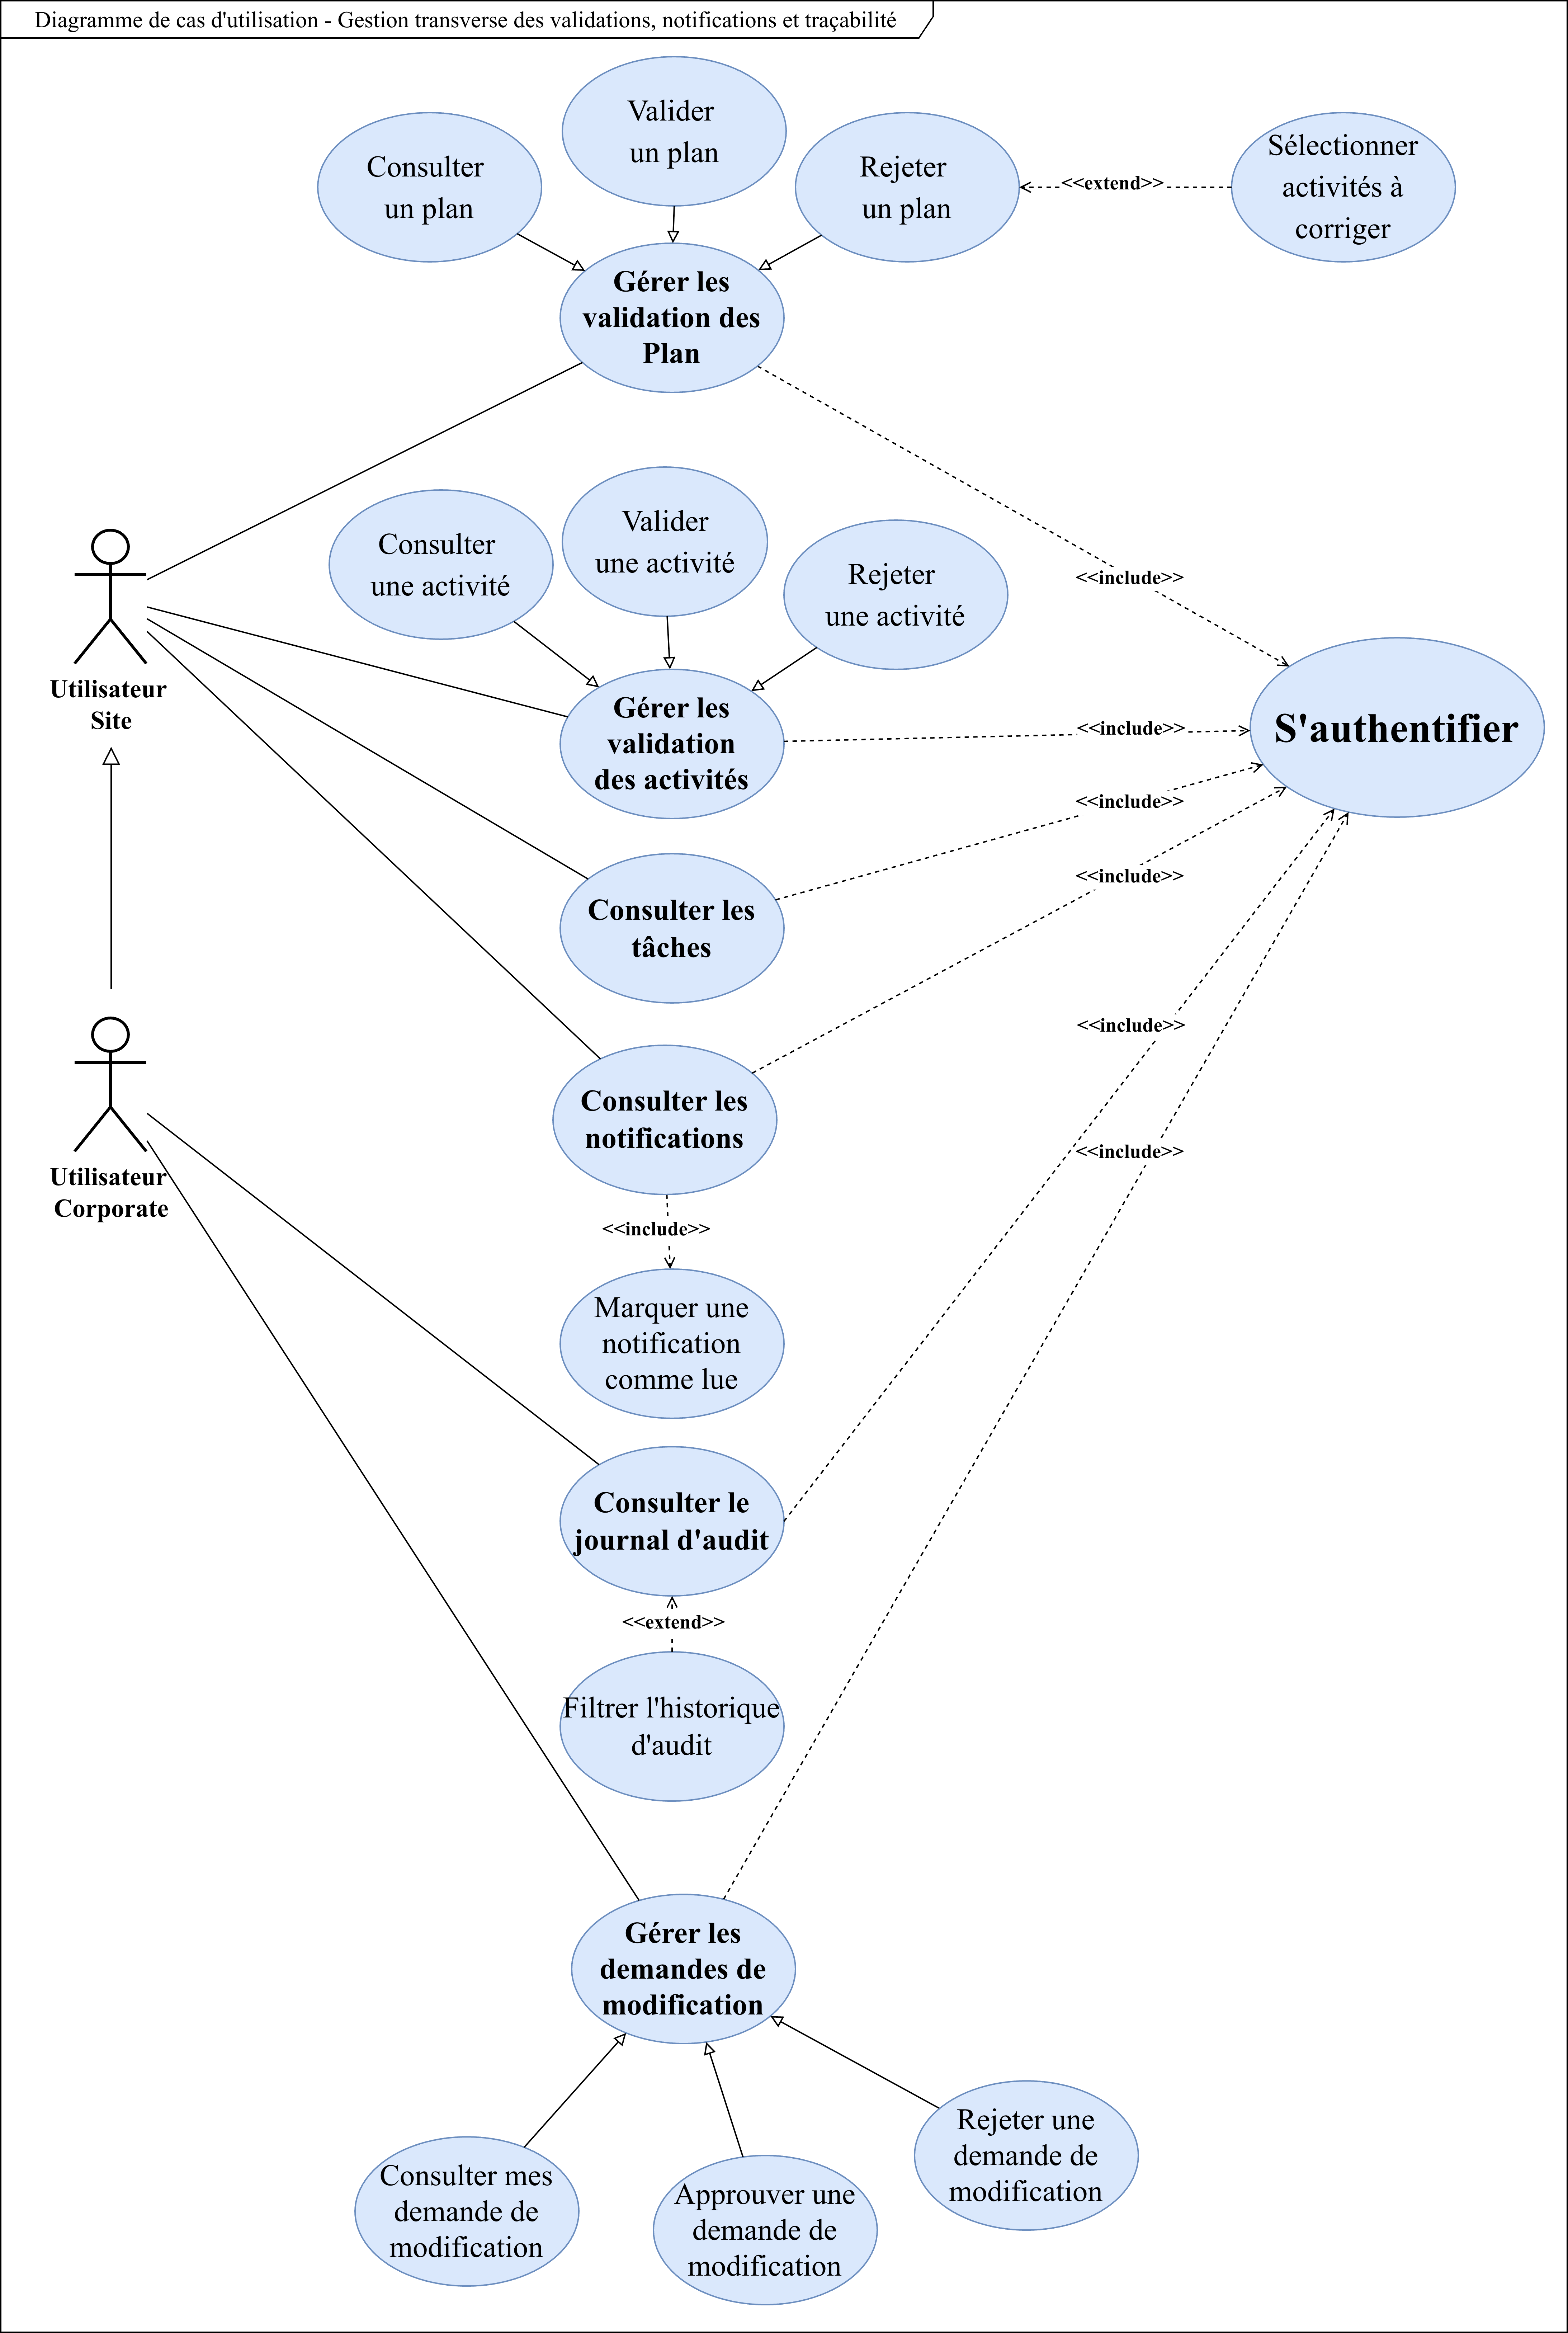 Diagramme de cas d'utilisation - Gestion transverse des validations, notifications et traçabilité
Valider
un plan
Consulter
un plan
Rejeter
un plan
<<extend>>
Sélectionner
activités à
corriger
Gérer les
validation des
Plan
Consulter
une activité
Valider
une activité
Rejeter
une activité
<<include>>
Utilisateur
Site
Gérer les
validation
des activités
<<include>>
S'authentifier
<<include>>
<<include>>
Consulter les
tâches
<<include>>
Consulter les
notifications
<<include>>
Utilisateur
Corporate
<<include>>
Marquer une
notification
comme lue
Consulter le
journal d'audit
<<extend>>
Filtrer l'historique
d'audit
Gérer les
demandes de
modification
Consulter mes
demande de
modification
Approuver une
demande de
modification
Rejeter une
demande de
modification